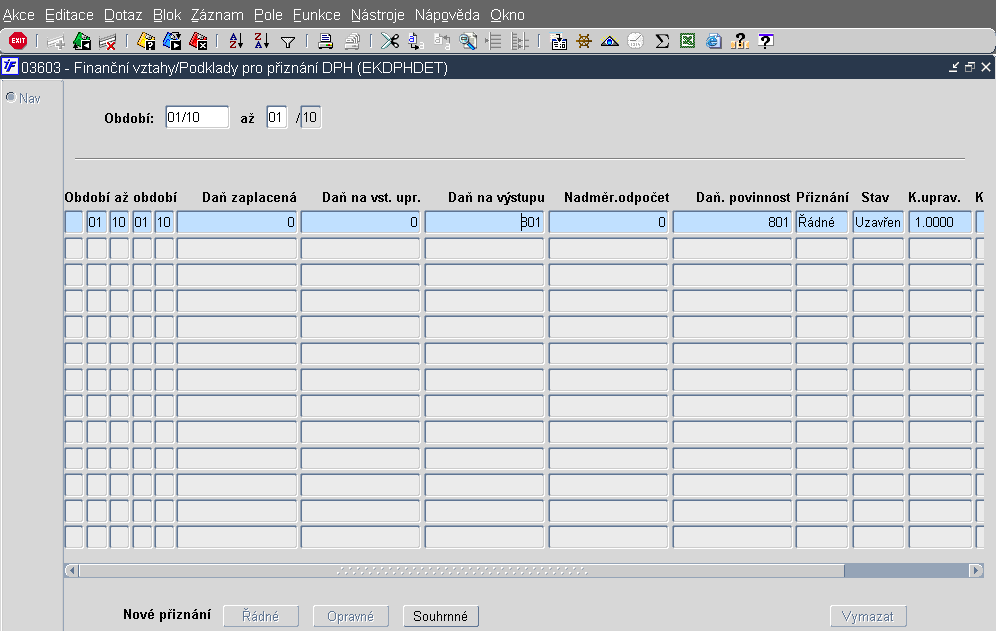 Akce Editace Dotaz Blok Záznam Pole Funkce Nástroje Nápověda Okno
EXIT
03603 - Finanční vztahy/Podklady pro přiznání DPH (EKDPHDET)
Nav
Období: 01/10 až 01 /10
Období až období Daň zaplacená Daň na vst. upr. Daň na výstupu Nadměr.odpočet Daň. povinnost Přiznání Stav K.uprav. K
01 10 01 10 0 0 801 0 801 Řádné Uzavřen 1.0000
Nové přiznání Řádné Opravné Souhrnné Vymazat